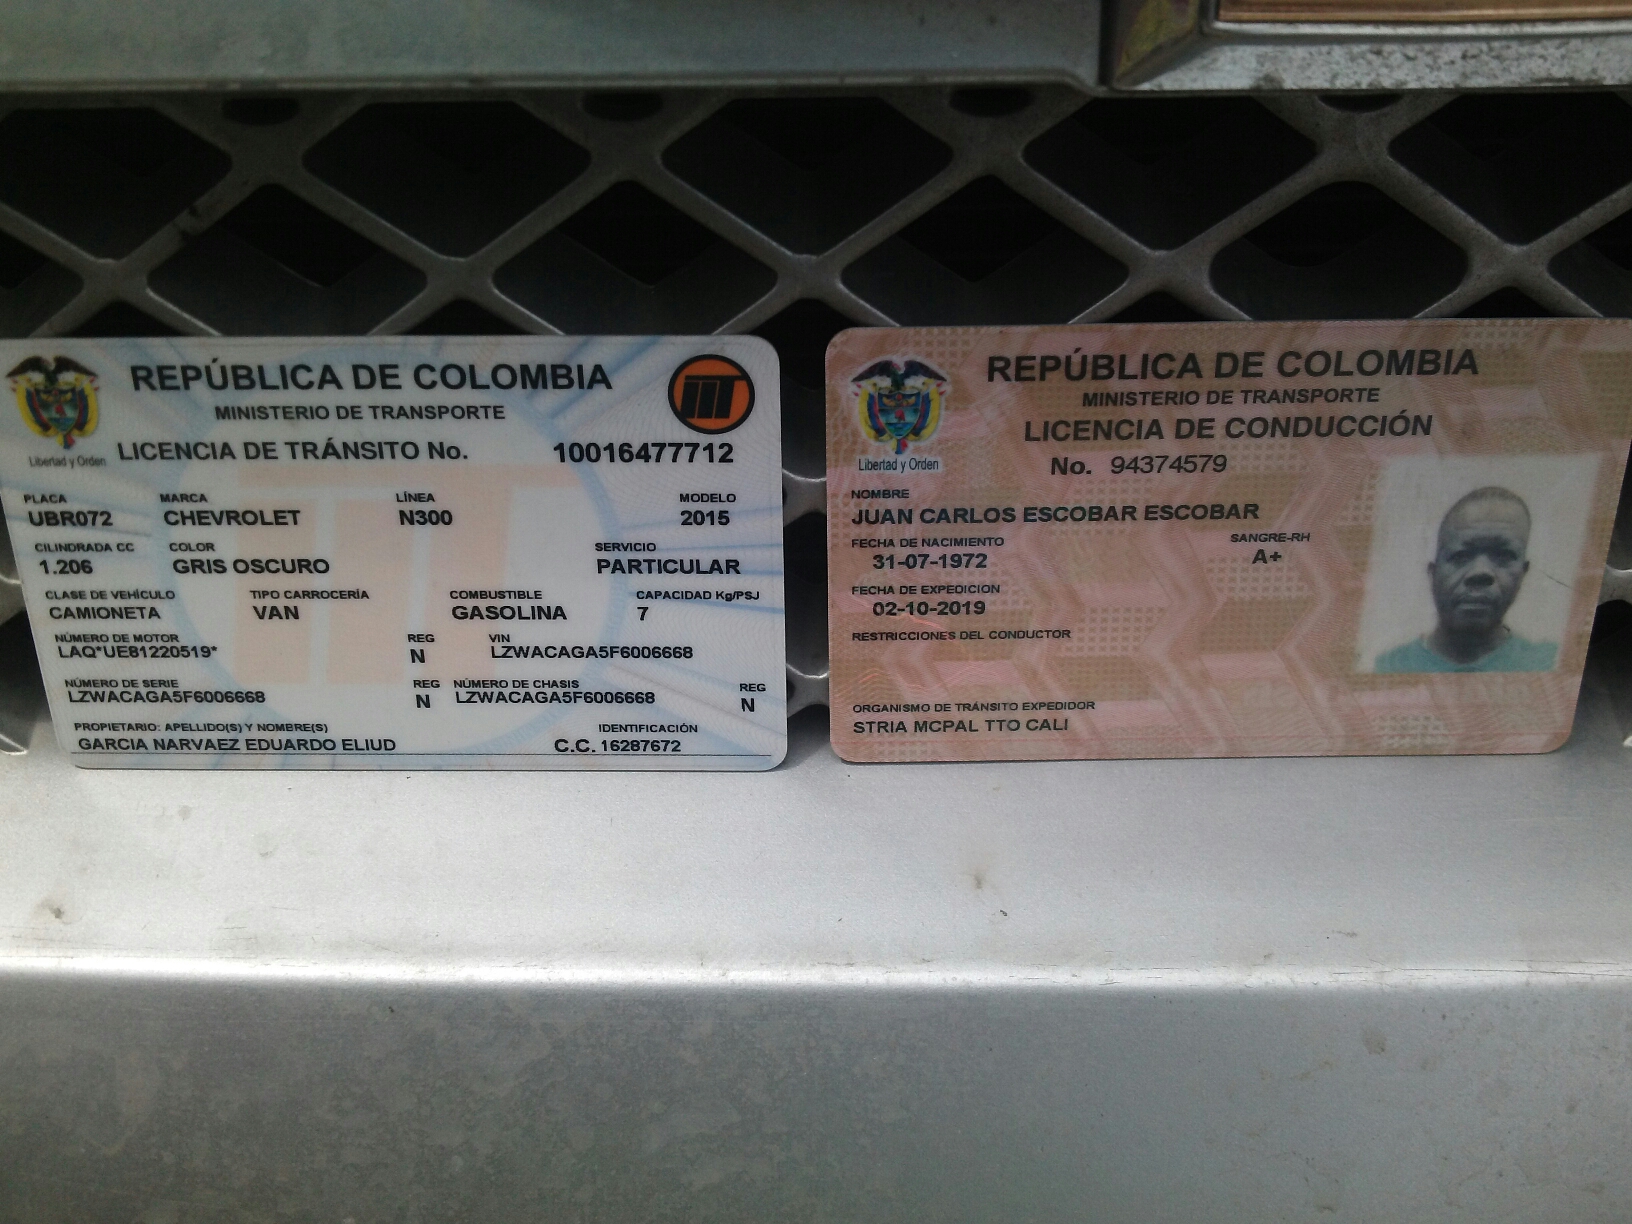 REPÚBLICA DE COLOMBIA
MINISTERIO DE TRANSPORTE
LICENCIA DE TRÁNSITO No. 10016477712
Libertad y Orden
PLACA MARCA LÍNEA MODELO
UBR072 CHEVROLET N300 2015
CILINDRADA CC COLOR SERVICIO
1.206 GRIS OSCURO PARTICULAR
CLASE DE VEHÍCULO TIPO CARROCERÍA COMBUSTIBLE CAPACIDAD Kg/PSJ
CAMIONETA VAN GASOLINA 7
NÚMERO DE MOTOR REG VIN
LAQ*UE81220519* N LZWACAGA5F6006668
NÚMERO DE SERIE REG NÚMERO DE CHASIS REG
LZWACAGA5F6006668 N LZWACAGA5F6006668 N
PROPIETARIO: APELLIDO(S) Y NOMBRE(S) IDENTIFICACIÓN
GARCIA NARVAEZ EDUARDO ELIUD C.C. 16287672
REPÚBLICA DE COLOMBIA
MINISTERIO DE TRANSPORTE
LICENCIA DE CONDUCCIÓN
Libertad y Orden
No. 94374579
NOMBRE
JUAN CARLOS ESCOBAR ESCOBAR
FECHA DE NACIMIENTO SANGRE-RH
31-07-1972 A+
FECHA DE EXPEDICION
02-10-2019
RESTRICCIONES DEL CONDUCTOR
ORGANISMO DE TRÁNSITO EXPEDIDOR
STRIA MCPAL TTO CALI